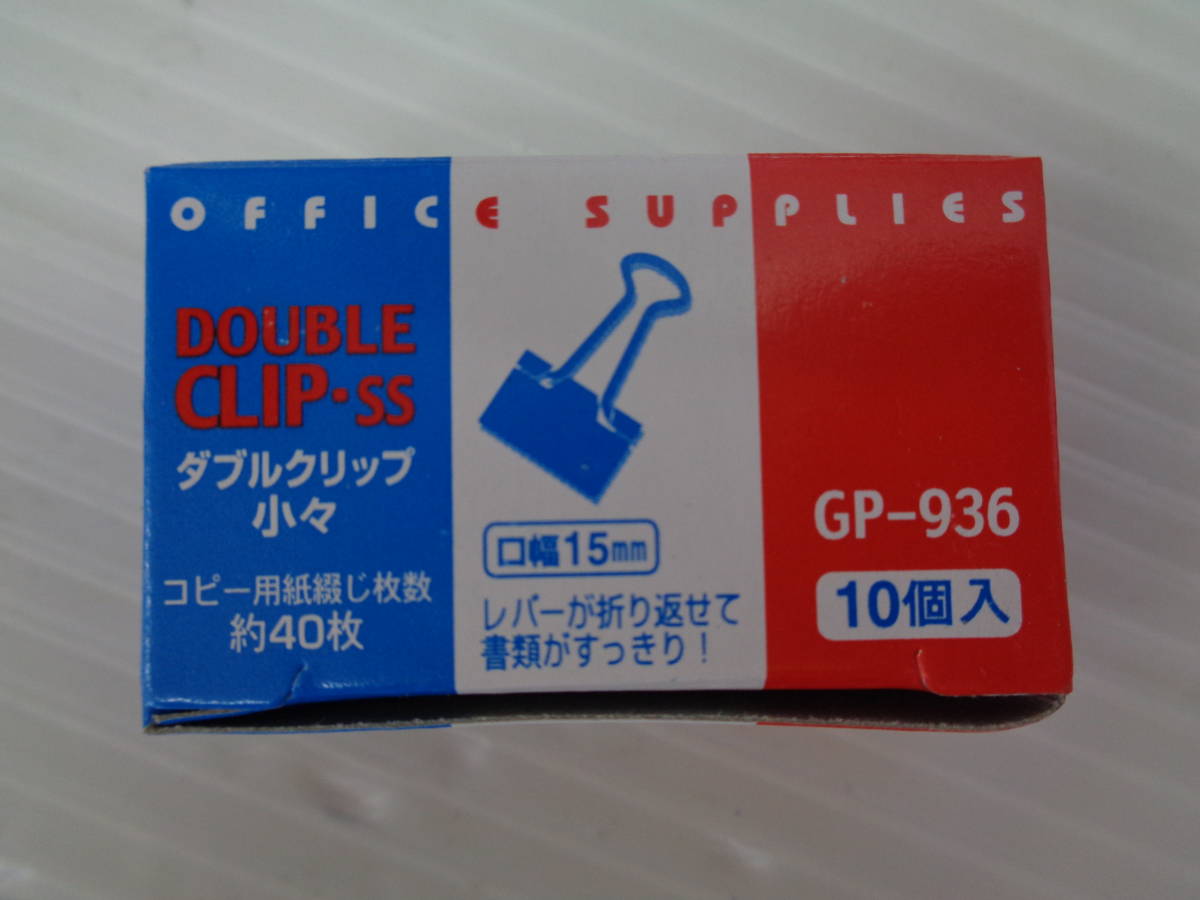 OFFICE SUPPLIES
DOUBLE
CLIP・SS
ダブルクリップ
小々
コピー用紙綴じ枚数
約40枚
口幅15mm
レバーが折り返せて
書類がすっきり!
GP-936
10個入